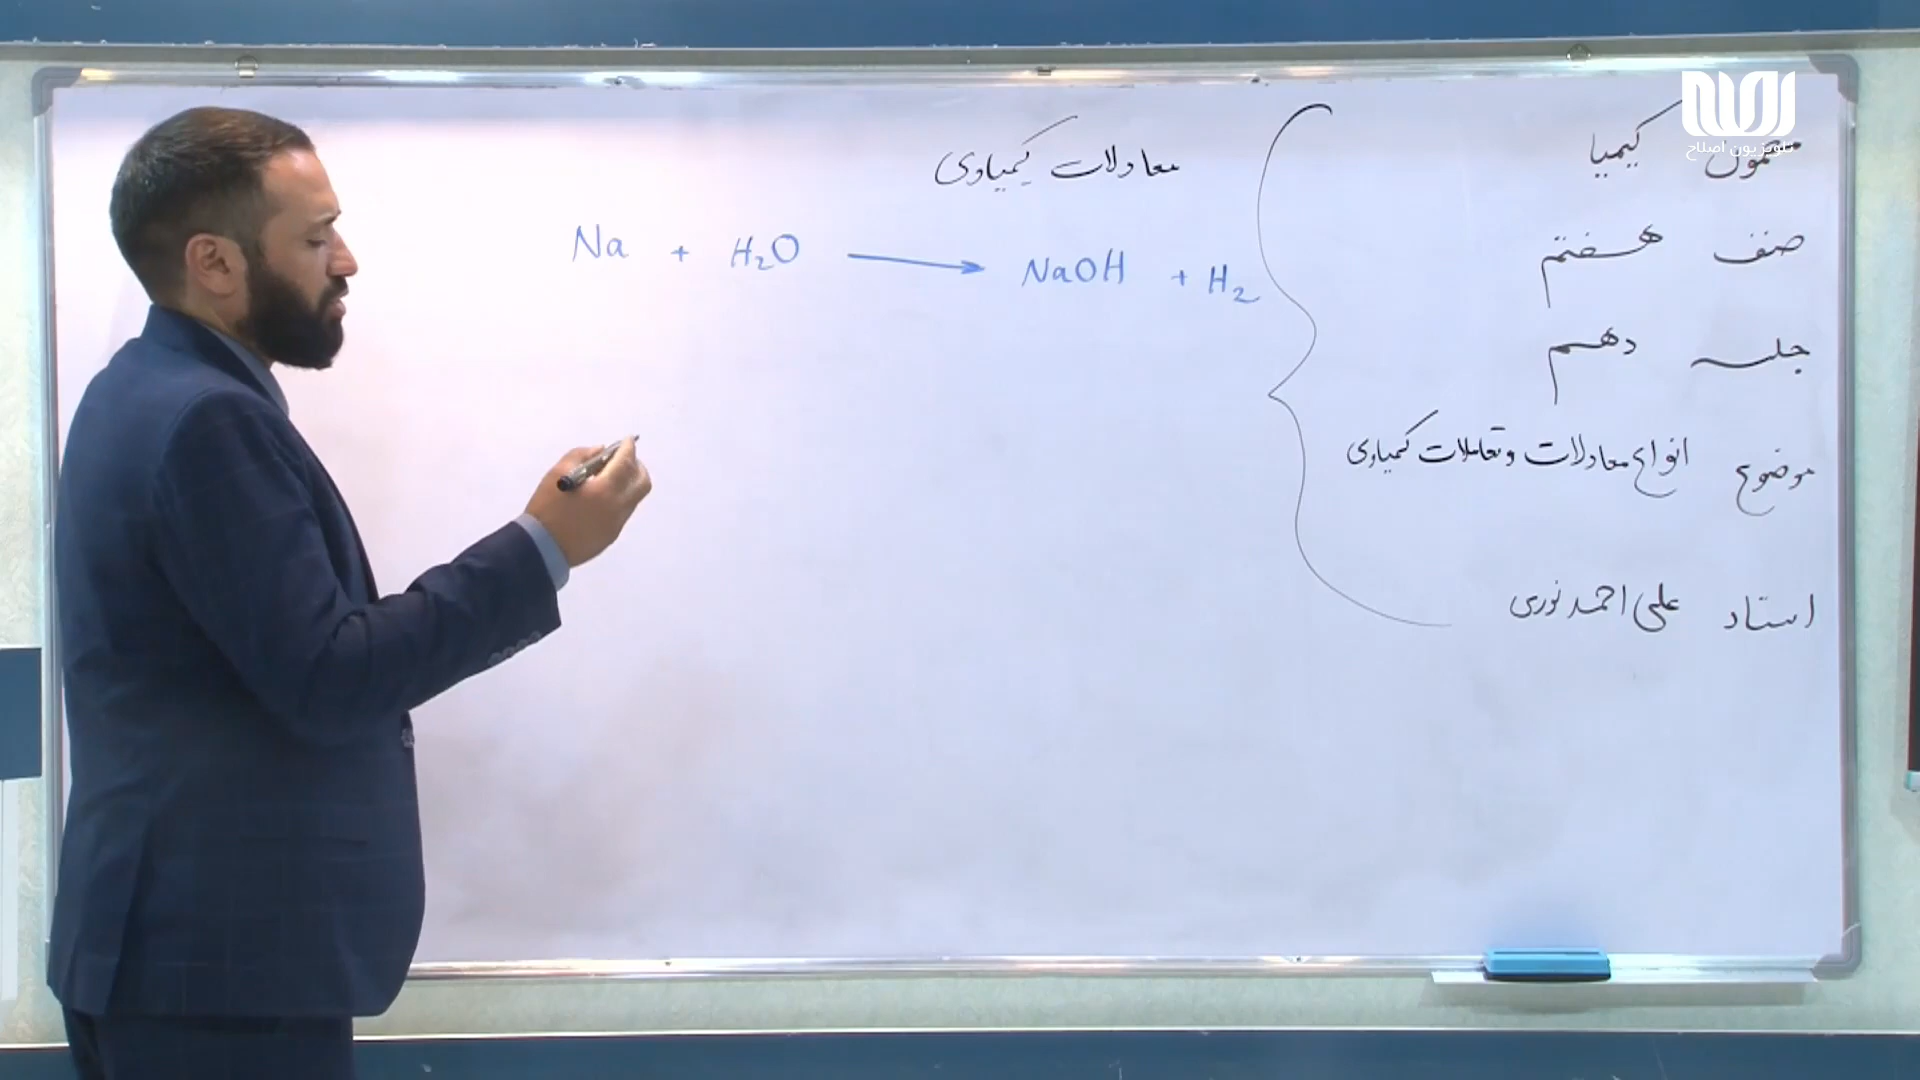 مضمون کیمیا
صنف هفتم
جلسه دهم
موضوع انواع معادلات و تعاملات کمیاوی
استاد علی احمد نوری
معادلات کیمیاوی
Na + H₂O → NaOH + H₂
تلویزیون اصلاح